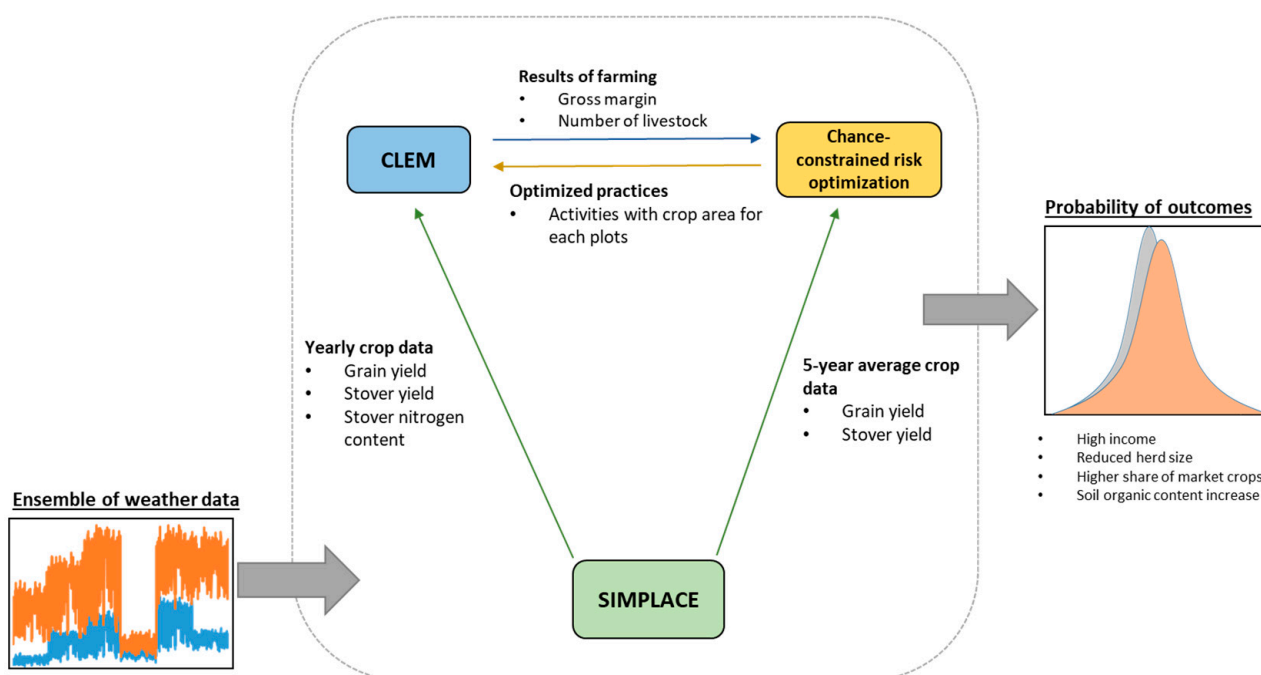 Results of farming
• Gross margin
• Number of livestock
CLEM
Chance-
constrained risk
optimization
Optimized practices
• Activities with crop area for
each plots
Probability of outcomes
Yearly crop data
• Grain yield
• Stover yield
• Stover nitrogen
content
5-year average crop
data
• Grain yield
• Stover yield
• High income
• Reduced herd size
• Higher share of market crops
• Soil organic content increase
Ensemble of weather data
SIMPLACE